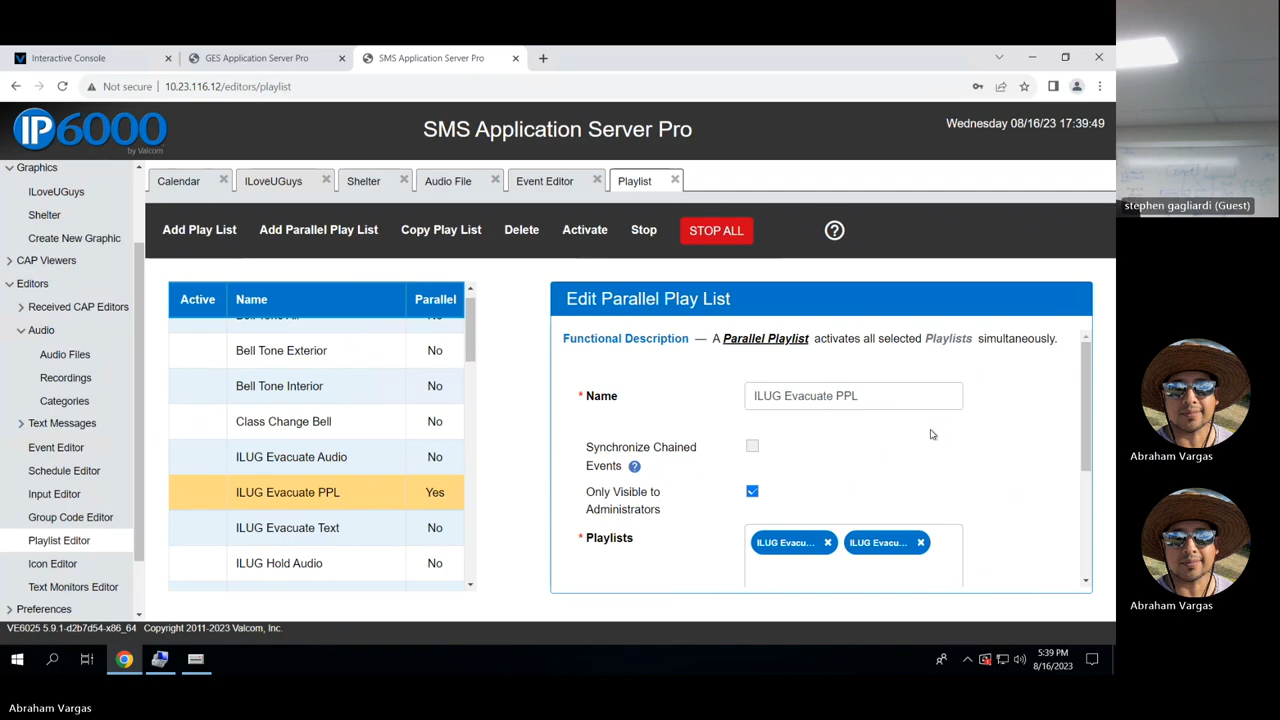 Interactive Console
GES Application Server Pro
SMS Application Server Pro
Not secure 10.23.116.12/editors/playlist
IP6000
by Valcom
SMS Application Server Pro
Wednesday 08/16/23 17:39:49
stephen gagliardi (Guest)
Graphics
ILoveUGuys
Shelter
Create New Graphic
CAP Viewers
Editors
Received CAP Editors
Audio
Audio Files
Recordings
Categories
Text Messages
Event Editor
Schedule Editor
Input Editor
Group Code Editor
Playlist Editor
Icon Editor
Text Monitors Editor
Preferences
Calendar
ILoveUGuys
Shelter
Audio File
Event Editor
Playlist
Add Play List
Add Parallel Play List
Copy Play List
Delete
Activate
Stop
STOP ALL
Active Name Parallel
Bell Tone Exterior No
Bell Tone Interior No
Class Change Bell No
ILUG Evacuate Audio No
ILUG Evacuate PPL Yes
ILUG Evacuate Text No
ILUG Hold Audio No
Edit Parallel Play List
Functional Description — A Parallel Playlist activates all selected Playlists simultaneously.
* Name
ILUG Evacuate PPL
Synchronize Chained
Events
Only Visible to
Administrators
* Playlists
ILUG Evacu...
ILUG Evacu...
Abraham Vargas
Abraham Vargas
VE6025 5.9.1-d2b7d54-x86_64 Copyright 2011-2023 Valcom, Inc.
5:39 PM
8/16/2023
Abraham Vargas